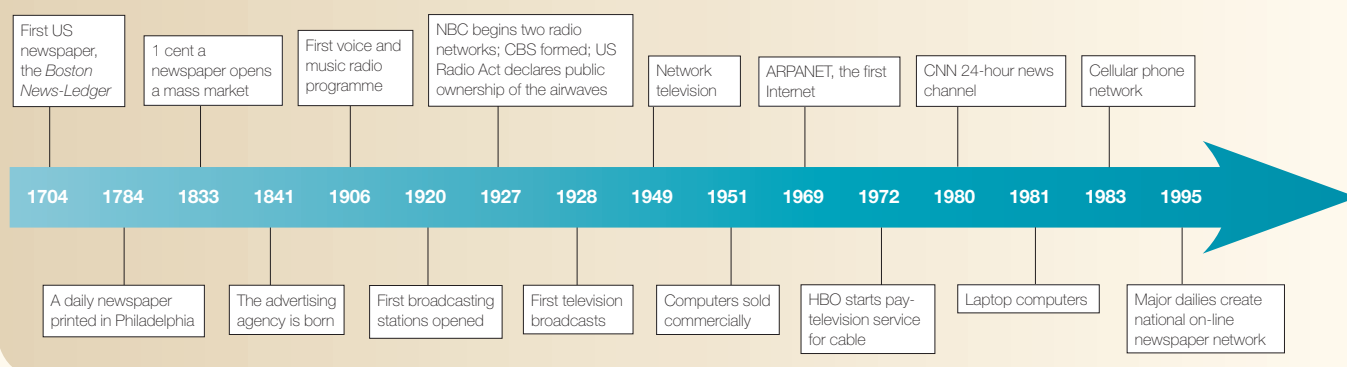 First US
newspaper,
the Boston
News-Ledger
1 cent a
newspaper opens
a mass market
First voice and
music radio
programme
NBC begins two radio
networks; CBS formed; US
Radio Act declares public
ownership of the airwaves
Network
television
ARPANET, the first
Internet
CNN 24-hour news
channel
Cellular phone
network
1704 1784 1833 1841 1906 1920 1927 1928 1949 1951 1969 1972 1980 1981 1983 1995
A daily newspaper
printed in Philadelphia
The advertising
agency is born
First broadcasting
stations opened
First television
broadcasts
Computers sold
commercially
HBO starts pay-
television service
for cable
Laptop computers
Major dailies create
national on-line
newspaper network